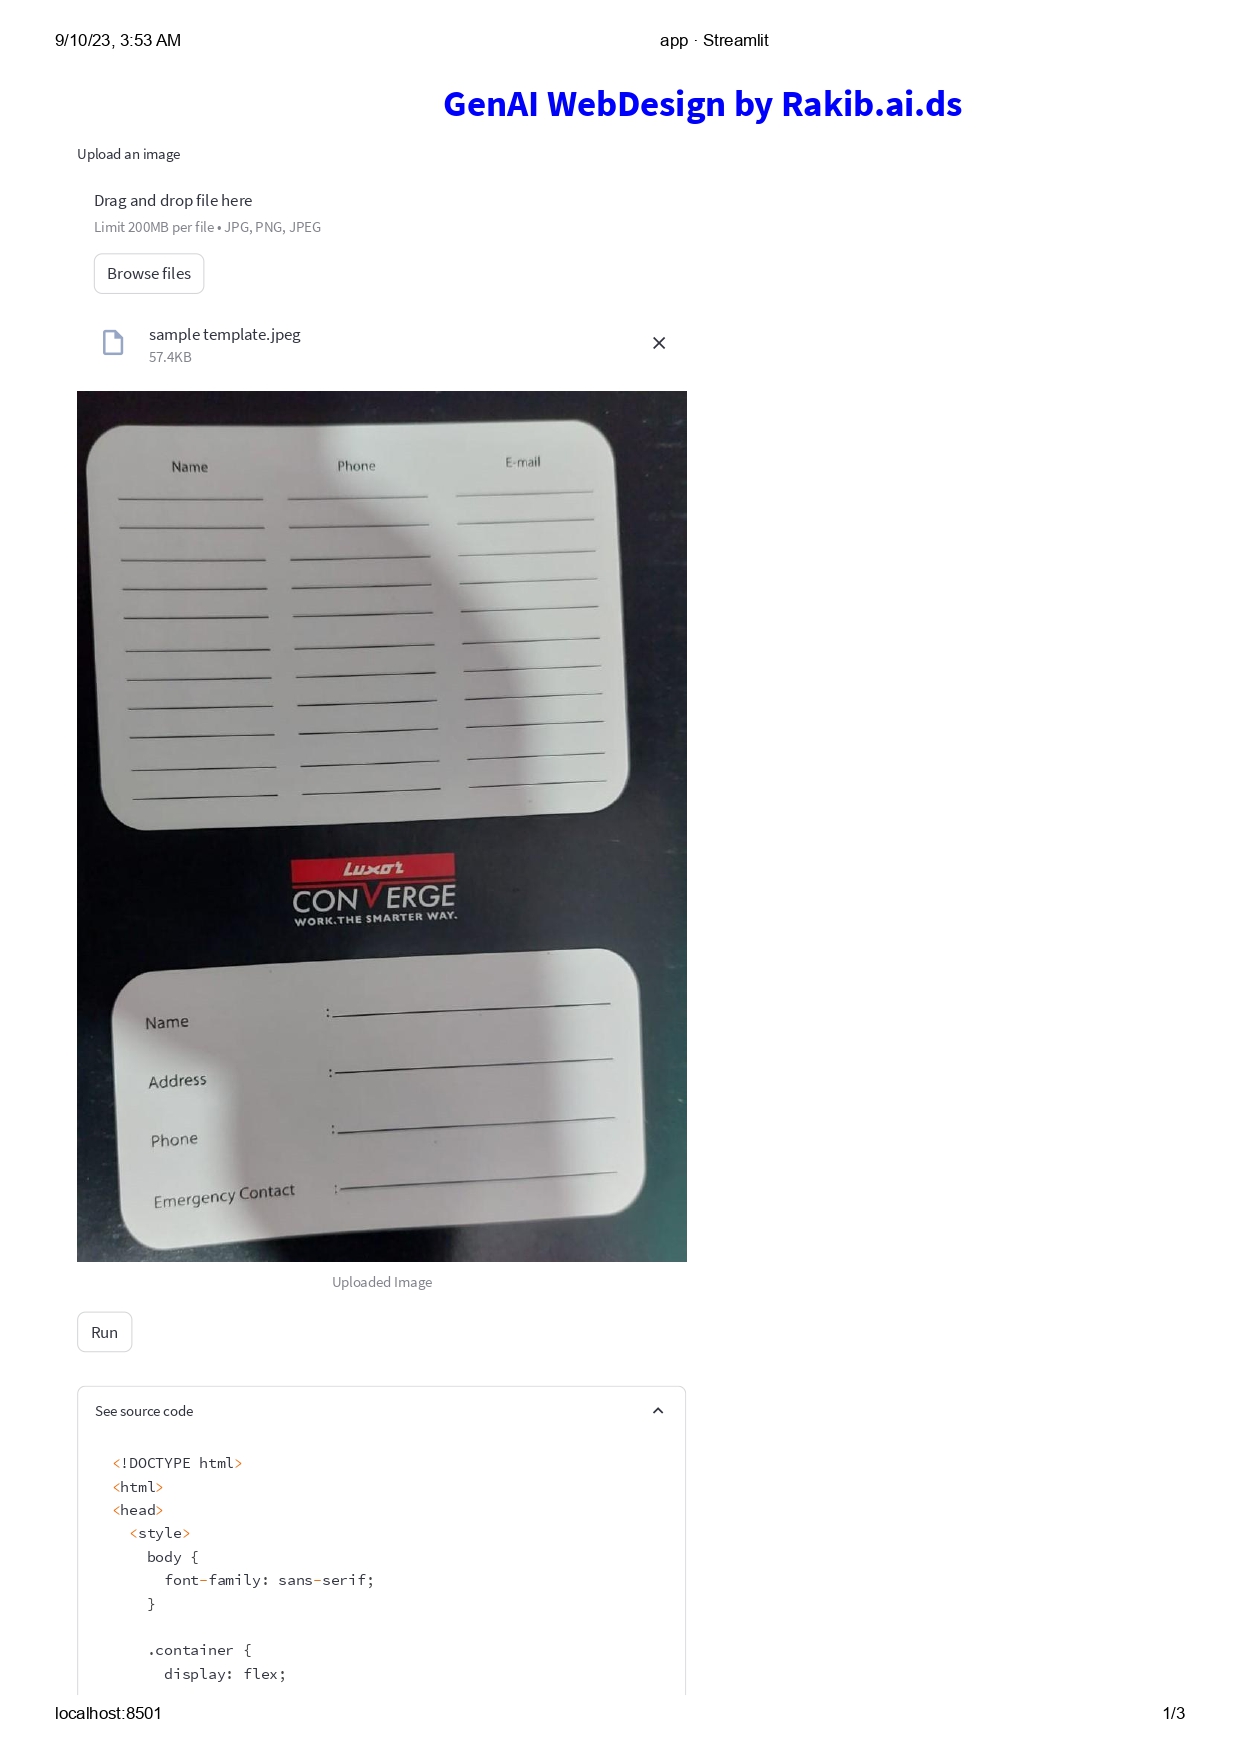 9/10/23, 3:53 AM app · Streamlit
GenAI WebDesign by Rakib.ai.ds
Upload an image
Drag and drop file here
Limit 200MB per file • JPG, PNG, JPEG
Browse files
sample template.jpeg
57.4KB
Name Phone E-mail
Luxor
CONVERGE
WORK.THE SMARTER WAY.
Name :
Address :
Phone :
Emergency Contact :
Uploaded Image
Run
See source code
<!DOCTYPE html>
<html>
<head>
<style>
body {
font-family: sans-serif;
}
.container {
display: flex;
localhost:8501 1/3